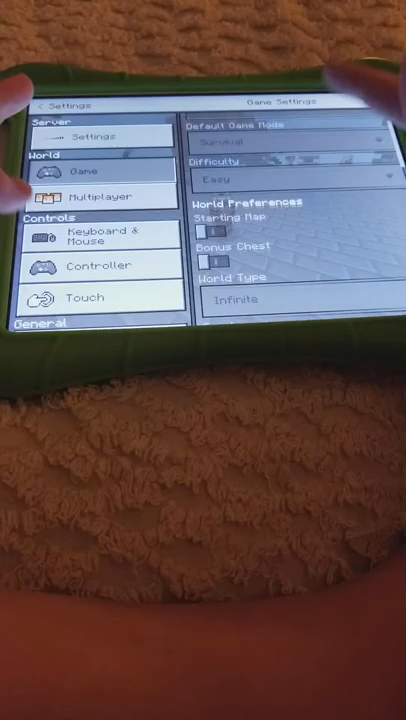 < Settings
Game Settings
Server
Settings
World
Game
Multiplayer
Controls
Keyboard &
Mouse
Controller
Touch
General
Default Game Mode
Survival
Difficulty
Easy
World Preferences
Starting Map
Bonus Chest
World Type
Infinite